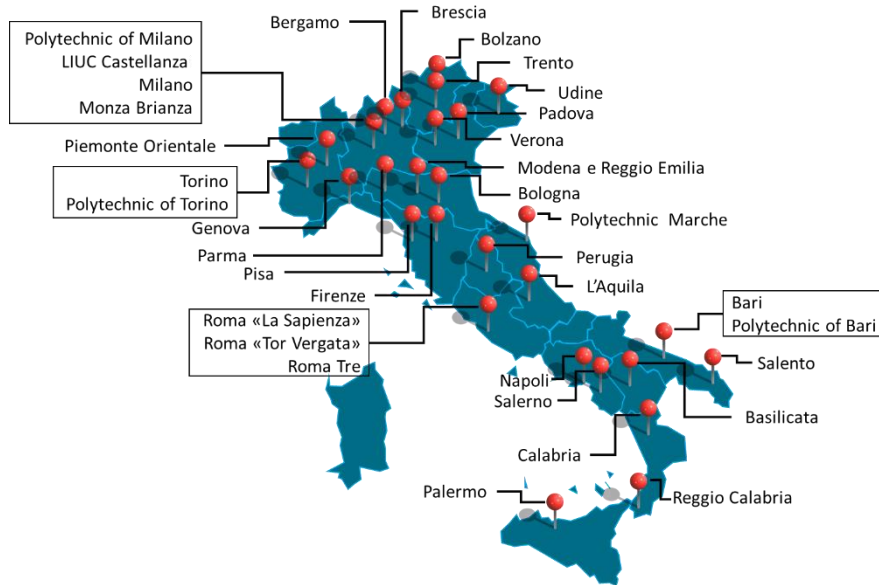 Brescia
Bergamo
Polytechnic of Milano
LIUC Castellanza
Milano
Monza Brianza
Bolzano
Trento
Udine
Padova
Verona
Piemonte Orientale
Modena e Reggio Emilia
Torino
Polytechnic of Torino
Bologna
Genova
Polytechnic Marche
Parma
Perugia
Pisa
L'Aquila
Firenze
Roma «La Sapienza»
Roma «Tor Vergata»
Roma Tre
Bari
Polytechnic of Bari
Salento
Napoli
Salerno
Basilicata
Calabria
Palermo
Reggio Calabria